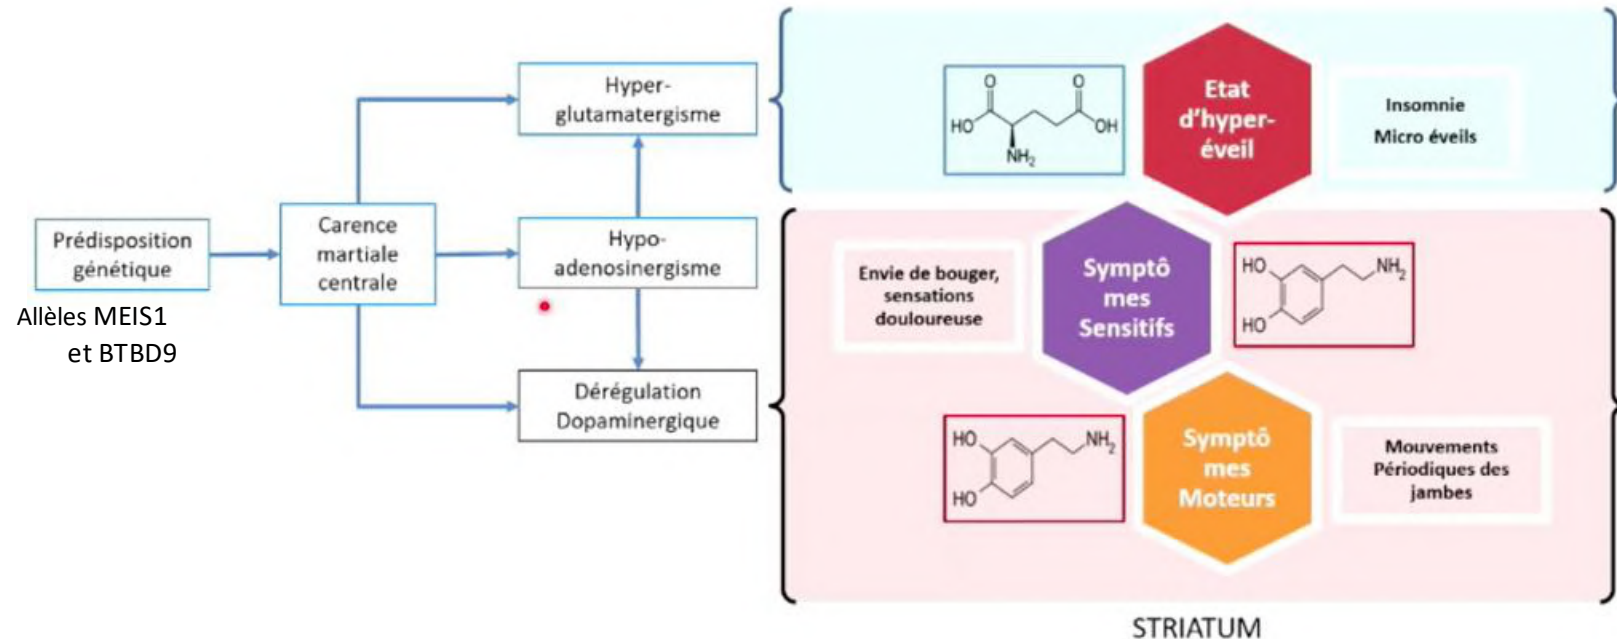 Prédisposition
génétique
Allèles MEIS1
et BTBD9
Carence
martiale
centrale
Hyper-
glutamatergisme
Hypo-
adenosinergisme
Dérégulation
Dopaminergique
O
O
HO
OH
NH2
Etat
d'hyper-
éveil
Insomnie
Micro éveils
Envie de bouger,
sensations
douloureuse
Symptô
mes
Sensitifs
HO
NH2
HO
HO
NH2
HO
Symptô
mes
Moteurs
Mouvements
Périodiques des
jambes
STRIATUM